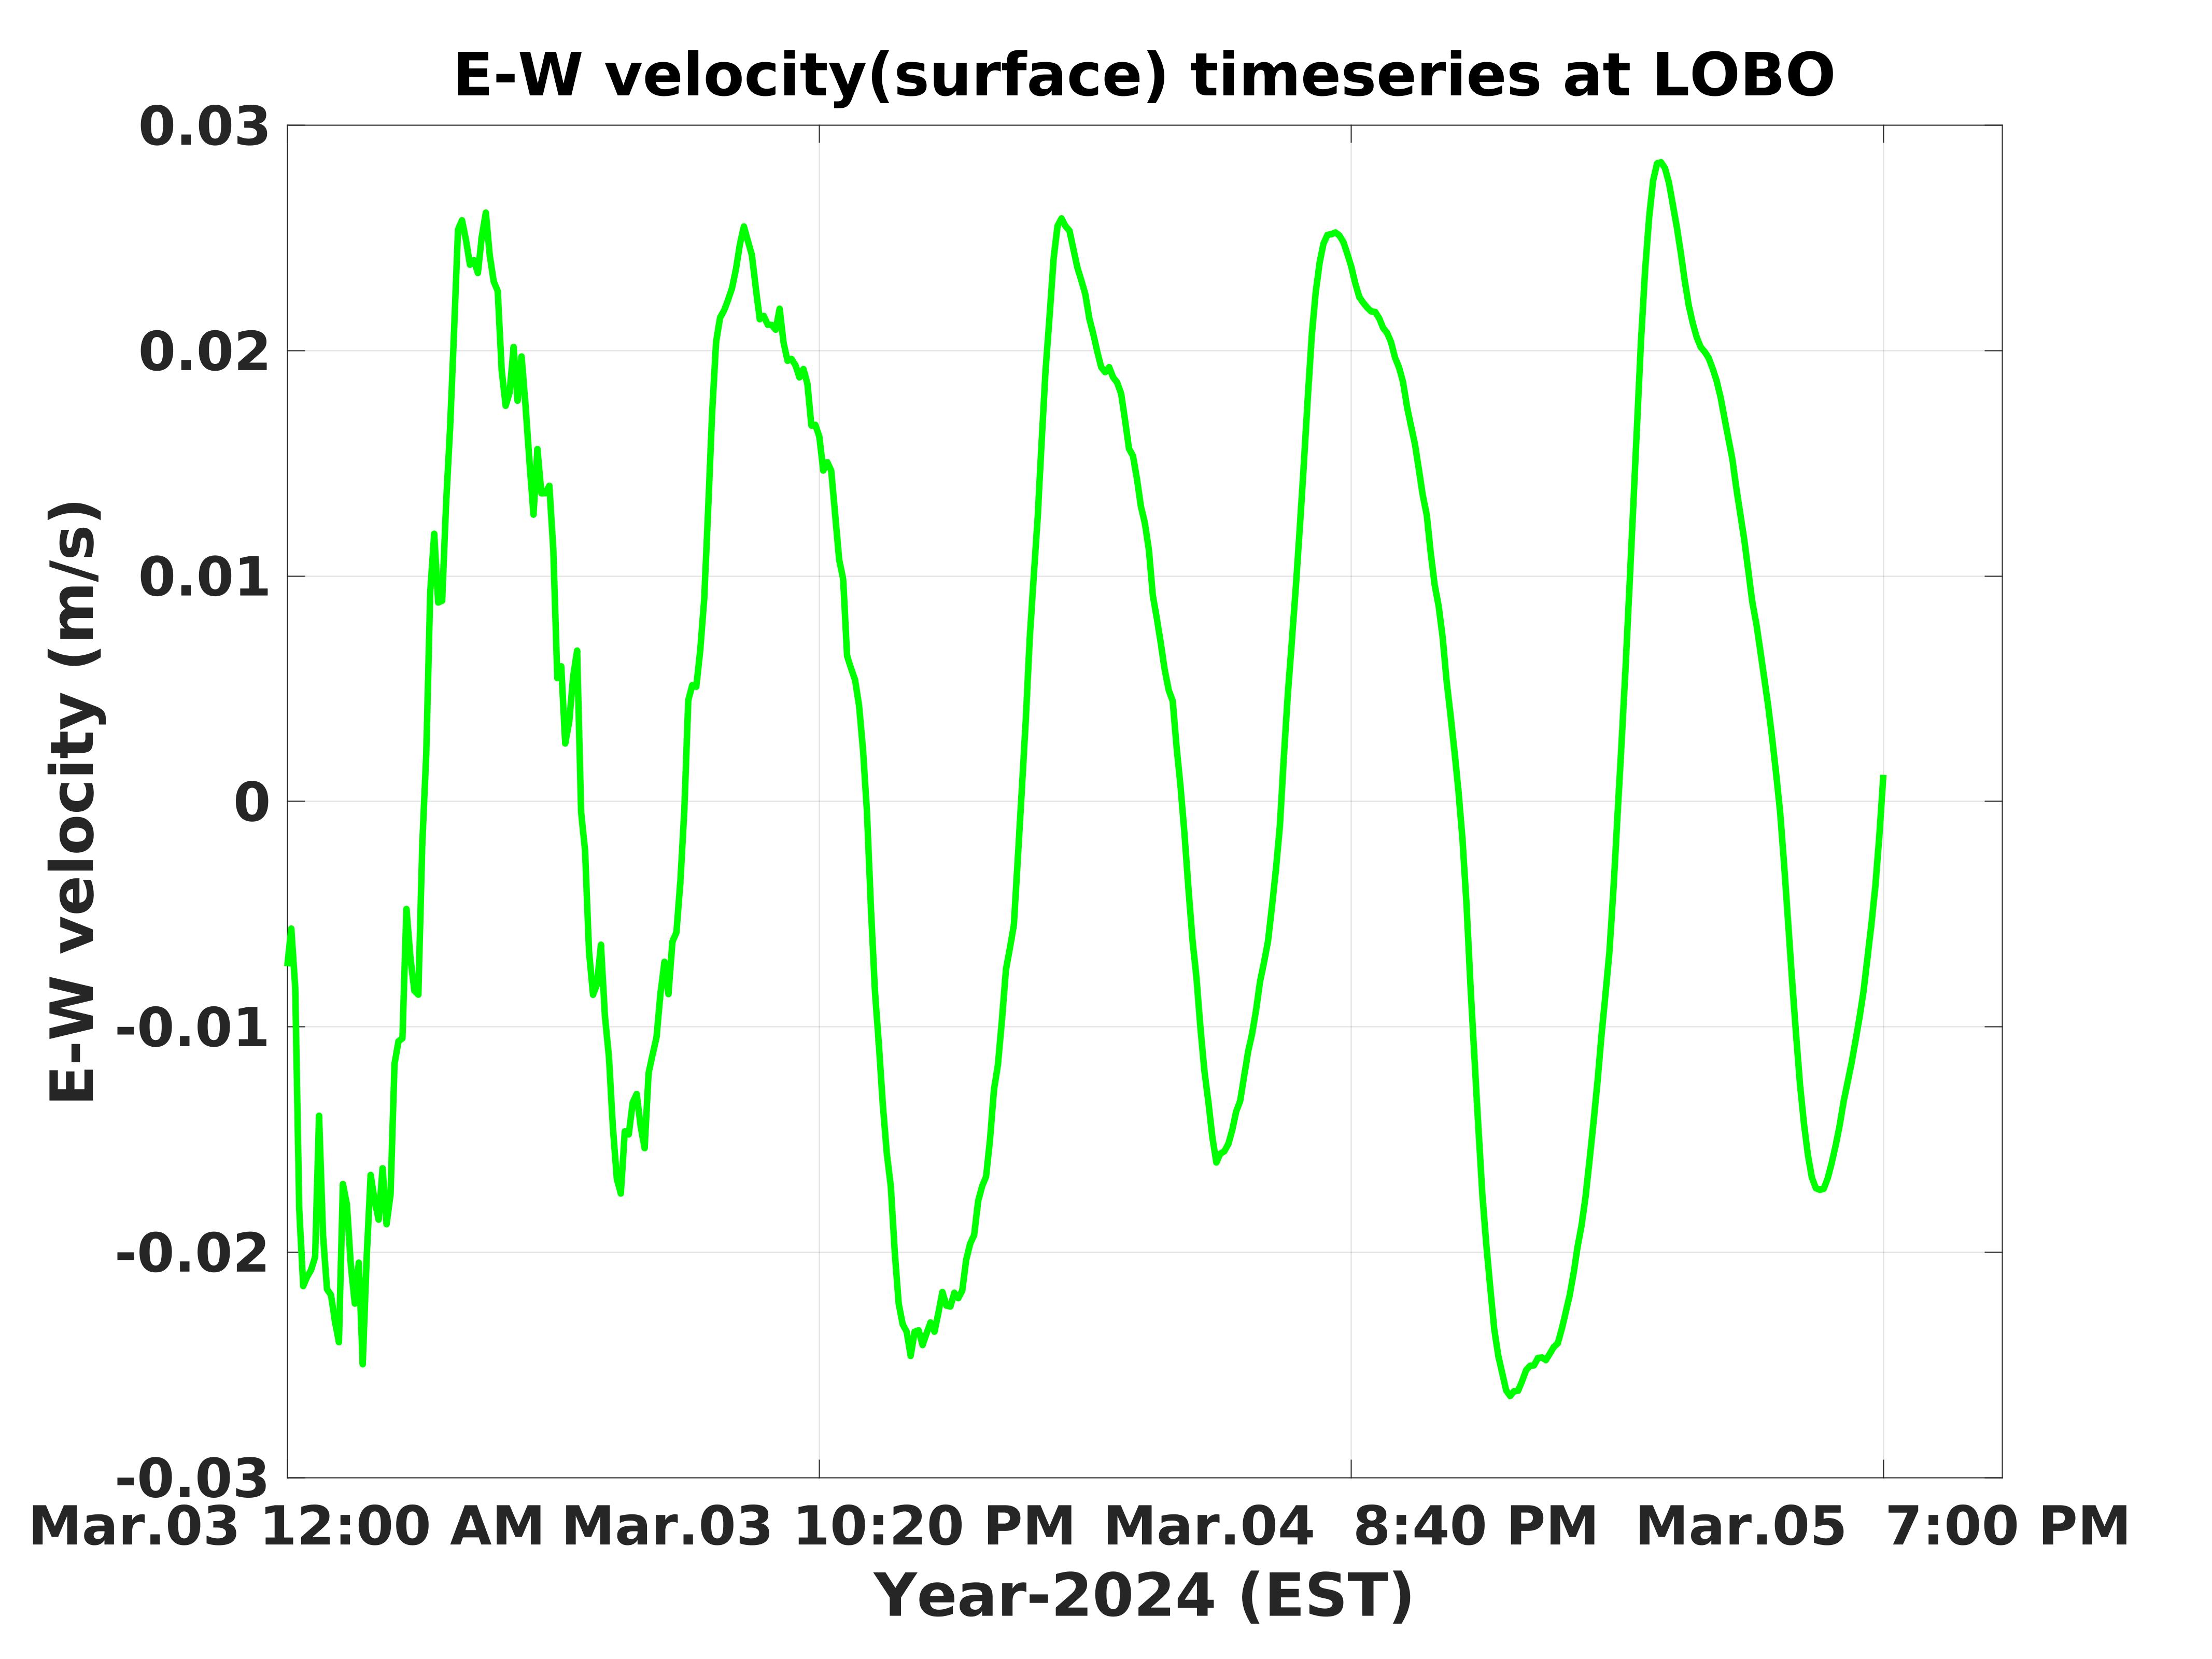 E-W velocity(surface) timeseries at LOBO
0.03
0.02
0.01
0
-0.01
-0.02
-0.03
E-W velocity (m/s)
Mar.03 12:00 AM Mar.03 10:20 PM Mar.04 8:40 PM Mar.05 7:00 PM
Year-2024 (EST)